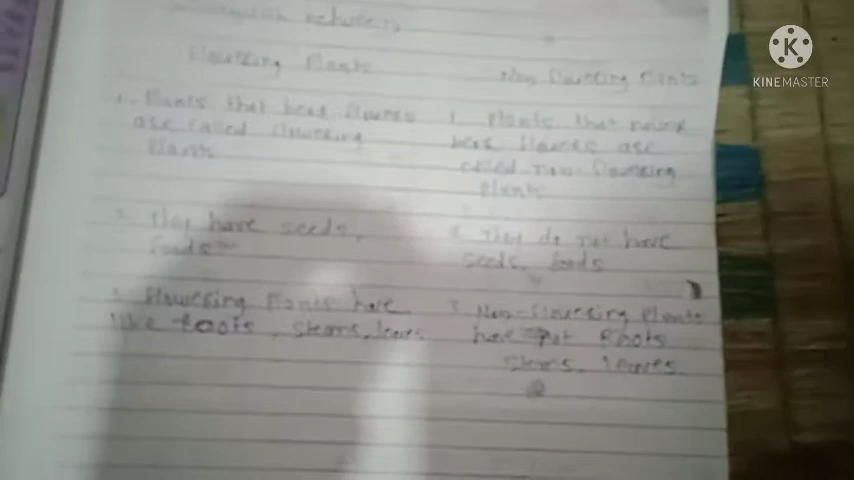 between
Flowering Plants
Non Flowering Plants
1. Plants that bear flowers
are called flowering
Plants
1. Plants that never
bear flowers are
called non-flowering
Plants
2. They have seeds,
2. They do not have
seeds,
3. Flowering Plants have
like roots, stems, leaves
3. Non-flowering Plants
have not Roots
stems, leaves
KINEMASTER